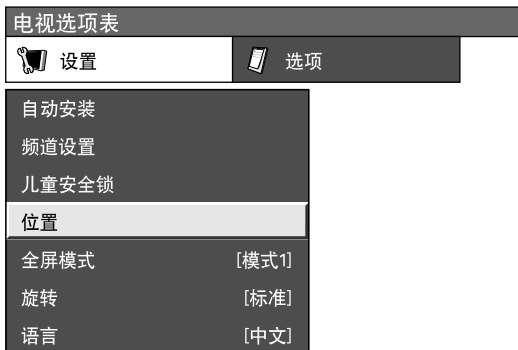 电视选项表
设置 选项
自动安装
频道设置
儿童安全锁
位置
全屏模式 [模式1]
旋转 [标准]
语言 [中文]